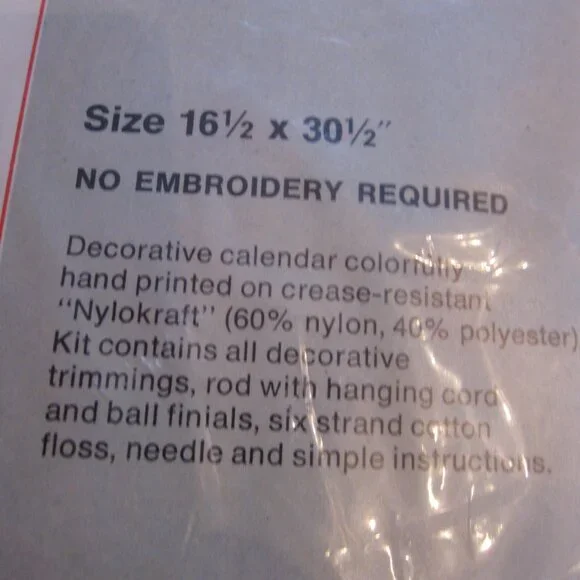 Size 16½ x 30½"
NO EMBROIDERY REQUIRED
Decorative calendar colorfully
hand printed on crease-resistant
"Nylokraft" (60% nylon, 40% polyester)
Kit contains all decorative
trimmings, rod with hanging cord
and ball finials, six strand cotton
floss, needle and simple instructions.